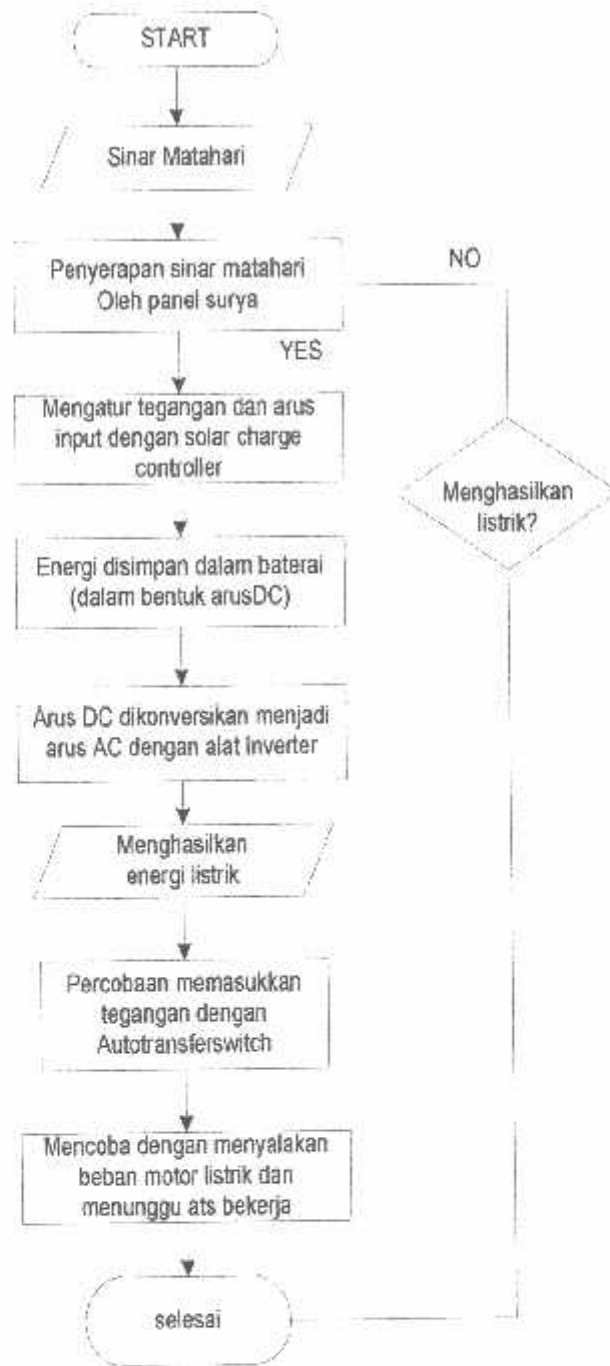 START
Sinar Matahari
Penyerapan sinar matahari
Oleh panel surya
NO
YES
Mengatur tegangan dan arus
input dengan solar charge
controller
Menghasilkan
listrik?
Energi disimpan dalam baterai
(dalam bentuk arusDC)
Arus DC dikonversikan menjadi
arus AC dengan alat Inverter
Menghasilkan
energi listrik
Percobaan memasukkan
tegangan dengan
Autotransferswitch
Mencoba dengan menyalakan
beban motor listrik dan
menunggu ats bekerja
selesai